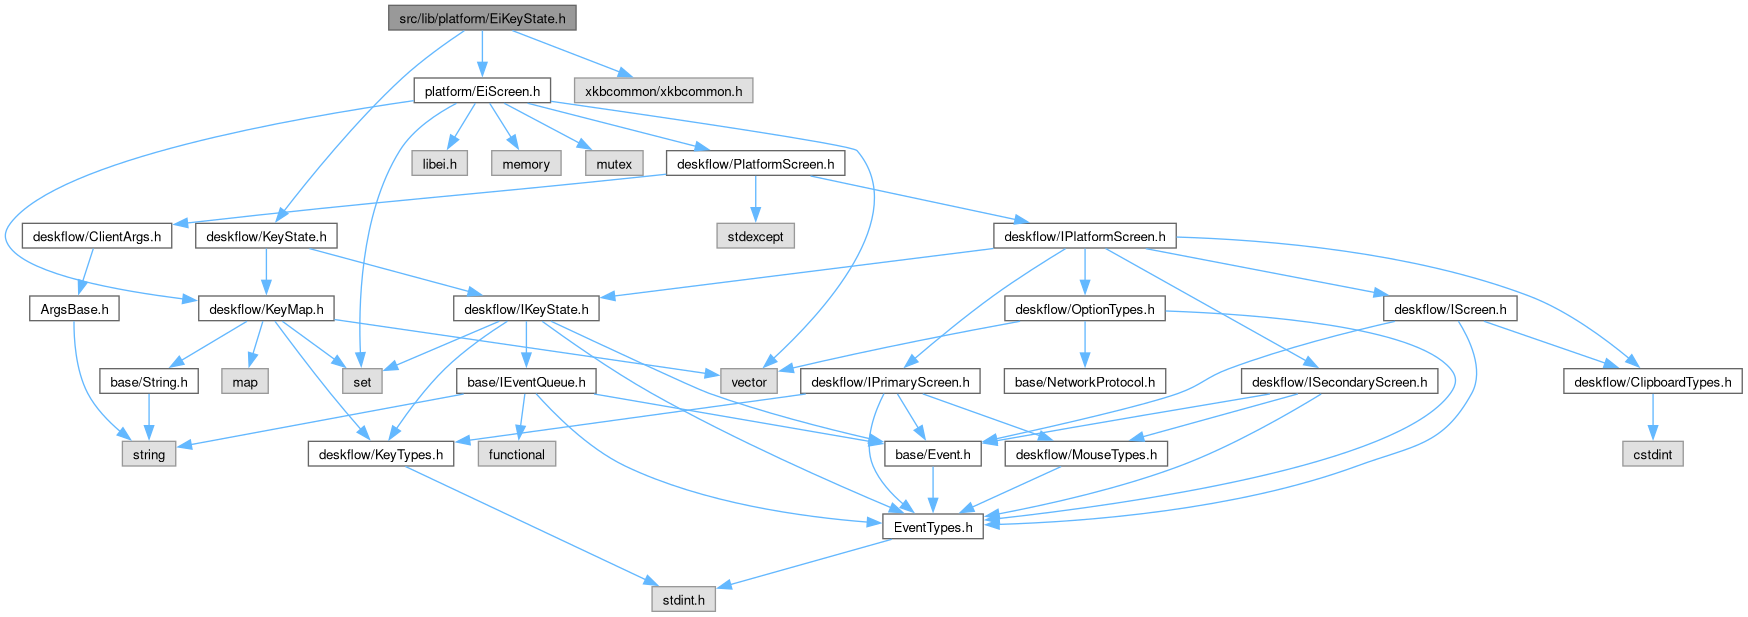 src/lib/platform/EiKeyState.h
platform/EiScreen.h
xkbcommon/xkbcommon.h
libei.h
memory
mutex
deskflow/PlatformScreen.h
deskflow/ClientArgs.h
deskflow/KeyState.h
stdexcept
deskflow/IPlatformScreen.h
ArgsBase.h
deskflow/KeyMap.h
deskflow/IKeyState.h
deskflow/OptionTypes.h
deskflow/IScreen.h
base/String.h
map
set
base/IEventQueue.h
vector
deskflow/IPrimaryScreen.h
base/NetworkProtocol.h
deskflow/ISecondaryScreen.h
deskflow/ClipboardTypes.h
string
deskflow/KeyTypes.h
functional
base/Event.h
deskflow/MouseTypes.h
cstdint
EventTypes.h
stdint.h